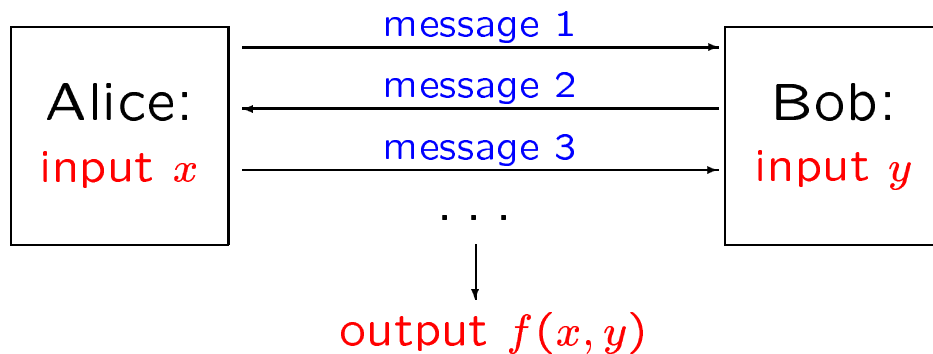 Alice:
input x
message 1
message 2
message 3
. . .
Bob:
input y
output f(x, y)